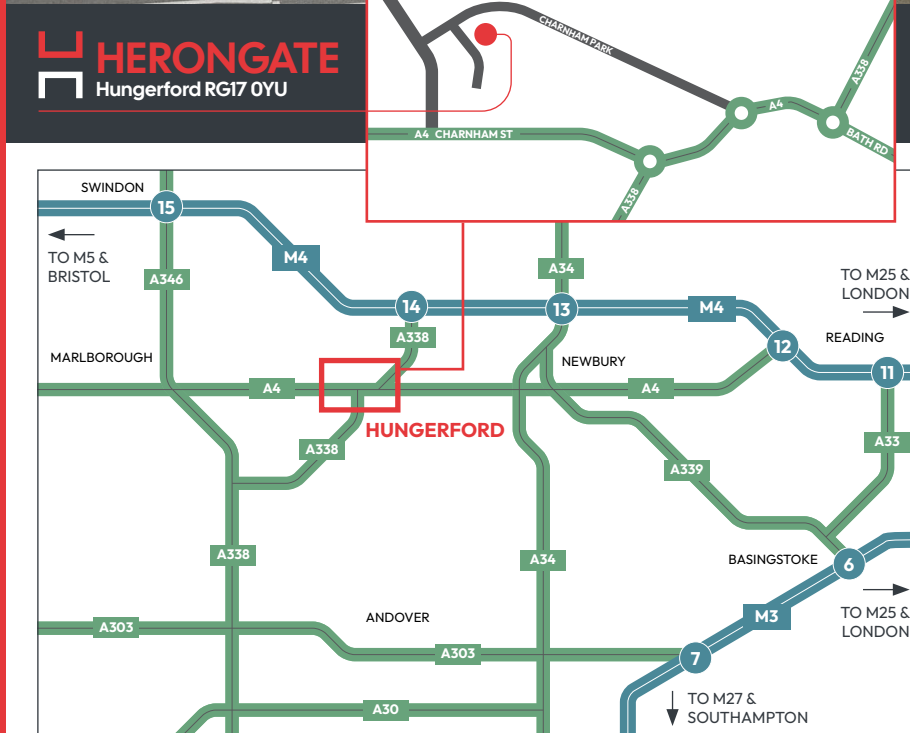 HERONGATE
Hungerford RG17 0YU
CHARNHAM PARK
A338
A4
A4 CHARNHAM ST
BATH RD
A338
SWINDON
15
TO M5 &
BRISTOL
M4
A346
A34
TO M25 &
LONDON
14
13
M4
A338
12
READING
MARLBOROUGH
NEWBURY
11
A4
A4
HUNGERFORD
A338
A33
A339
A338
A34
BASINGSTOKE
6
ANDOVER
M3
TO M25 &
LONDON
A303
A303
7
A30
TO M27 &
SOUTHAMPTON